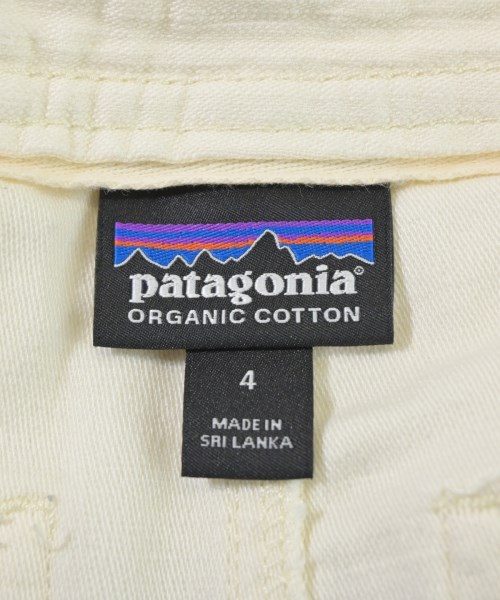 patagonia®
ORGANIC COTTON
4
MADE IN
SRI LANKA